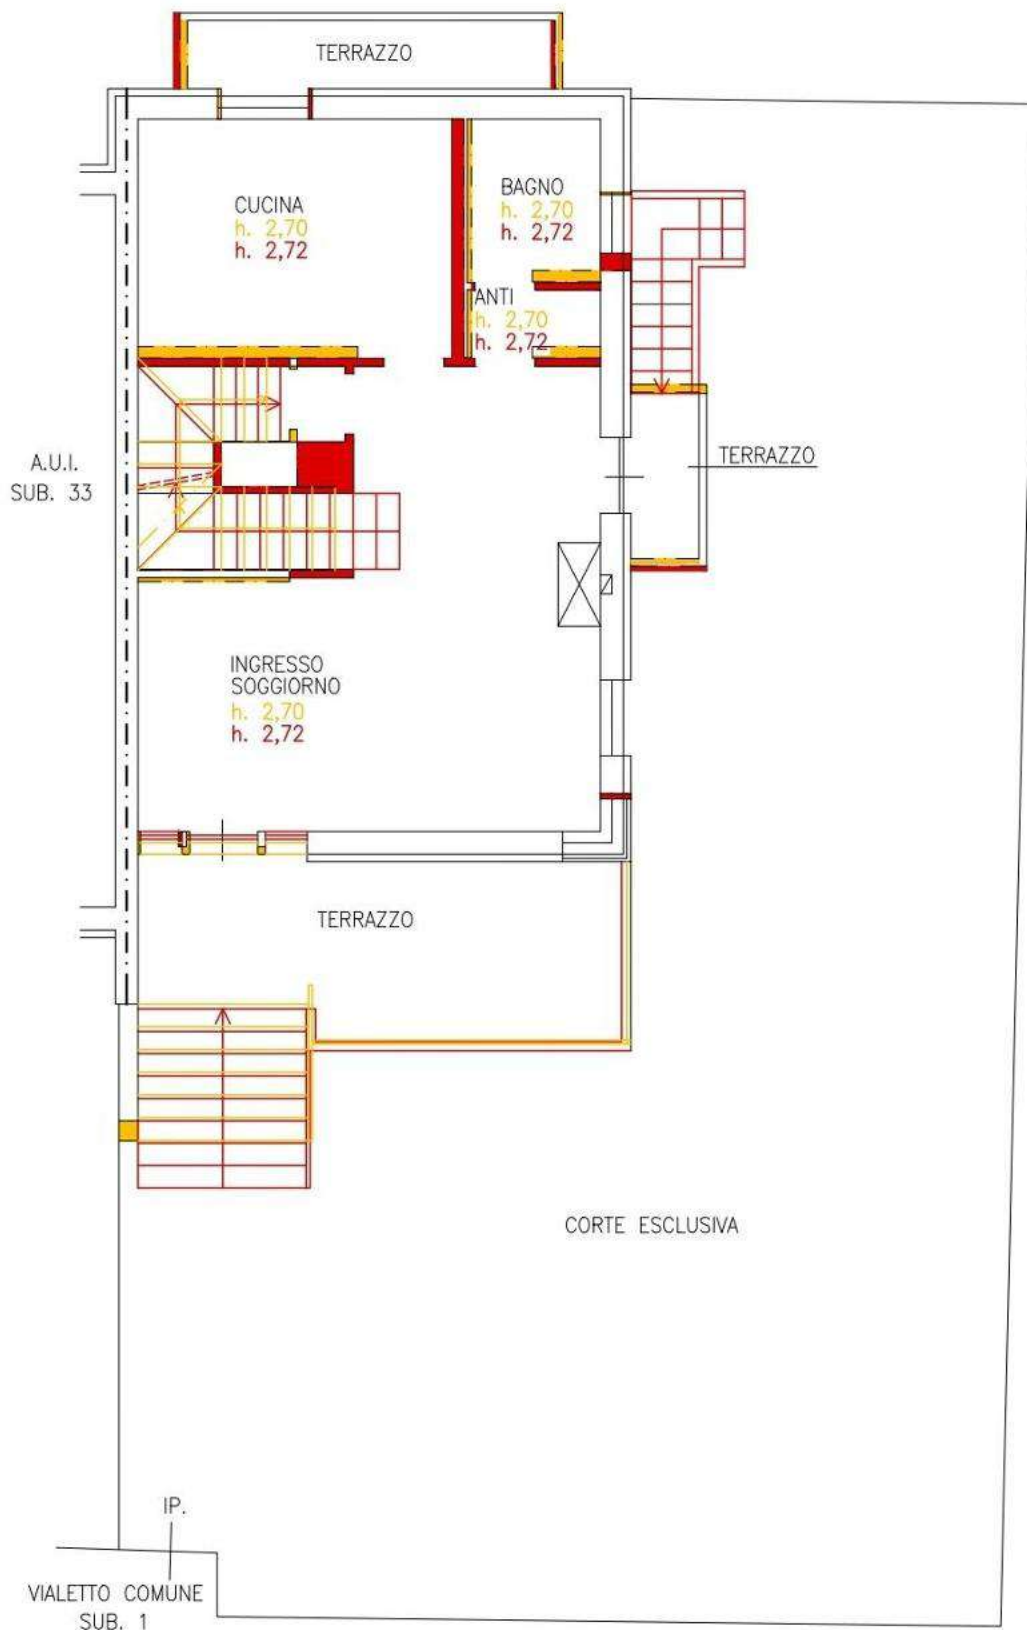 TERRAZZO
CUCINA
h. 2,70
h. 2,72
BAGNO
h. 2,70
h. 2,72
ANTI
h. 2,70
h. 2,72
A.U.I.
SUB. 33
TERRAZZO
INGRESSO
SOGGIORNO
h. 2,70
h. 2,72
TERRAZZO
CORTE ESCLUSIVA
IP.
VIALETTO COMUNE
SUB. 1